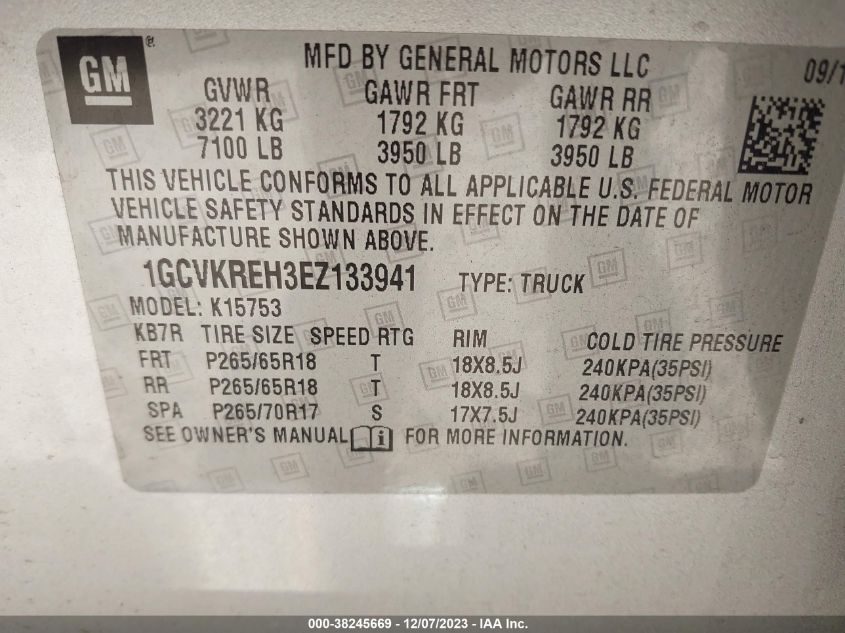 GM ®
MFD BY GENERAL MOTORS LLC
09/1
GVWR GAWR FRT GAWR RR
3221 KG 1792 KG 1792 KG
7100 LB 3950 LB 3950 LB
THIS VEHICLE CONFORMS TO ALL APPLICABLE U.S. FEDERAL MOTOR
VEHICLE SAFETY STANDARDS IN EFFECT ON THE DATE OF
MANUFACTURE SHOWN ABOVE.
1GCVKREH3EZ133941 TYPE: TRUCK
MODEL: K15753
KB7R TIRE SIZE SPEED RTG RIM COLD TIRE PRESSURE
FRT P265/65R18 T 18X8.5J 240KPA(35PSI)
RR P265/65R18 T 18X8.5J 240KPA(35PSI)
SPA P265/70R17 S 17X7.5J 240KPA(35PSI)
SEE OWNER'S MANUAL i FOR MORE INFORMATION.
000-38245669 - 12/07/2023 - IAA Inc.